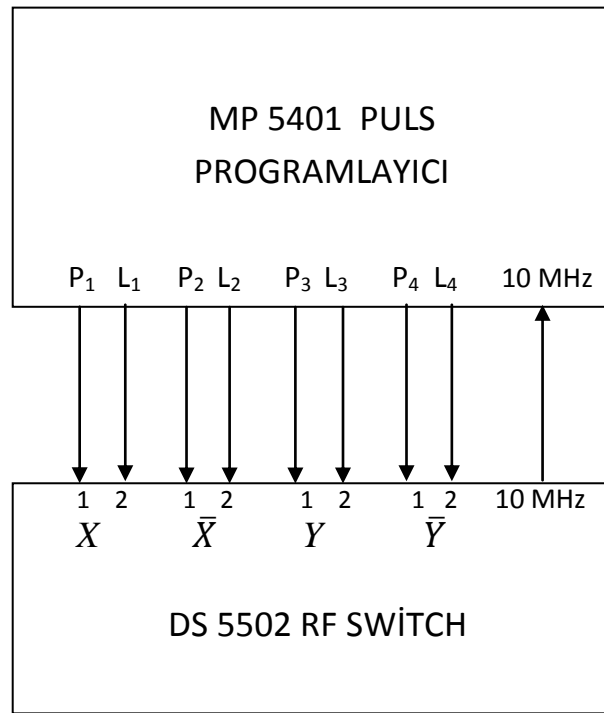 MP 5401 PULS
PROGRAMLAYICI
P₁ L₁ P₂ L₂ P₃ L₃ P₄ L₄ 10 MHz
1 2 1 2 1 2 1 2 10 MHz
X X̅ Y Y̅
DS 5502 RF SWİTCH